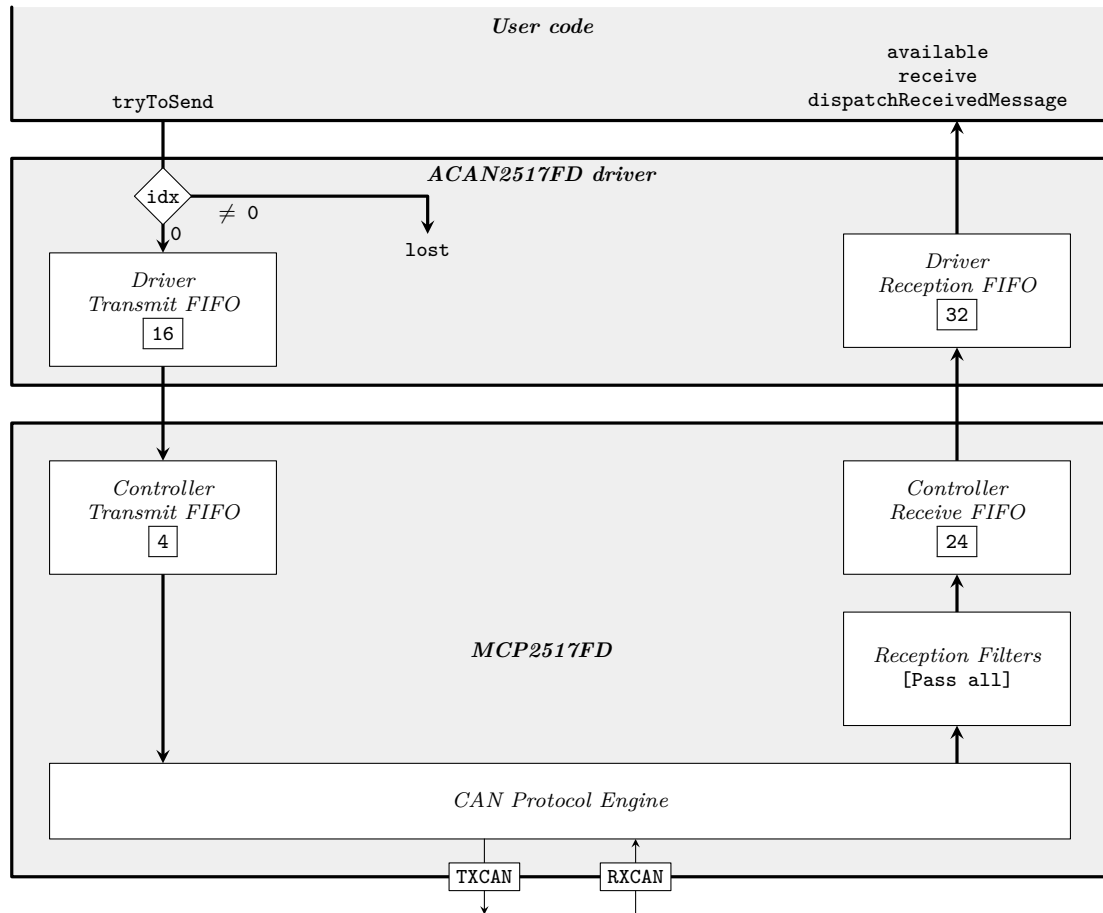 User code
available
receive
dispatchReceivedMessage
tryToSend
ACAN2517FD driver
idx
≠ 0
0
lost
Driver
Transmit FIFO
16
Driver
Reception FIFO
32
Controller
Transmit FIFO
4
Controller
Receive FIFO
24
MCP2517FD
Reception Filters
[Pass all]
CAN Protocol Engine
TXCAN
RXCAN